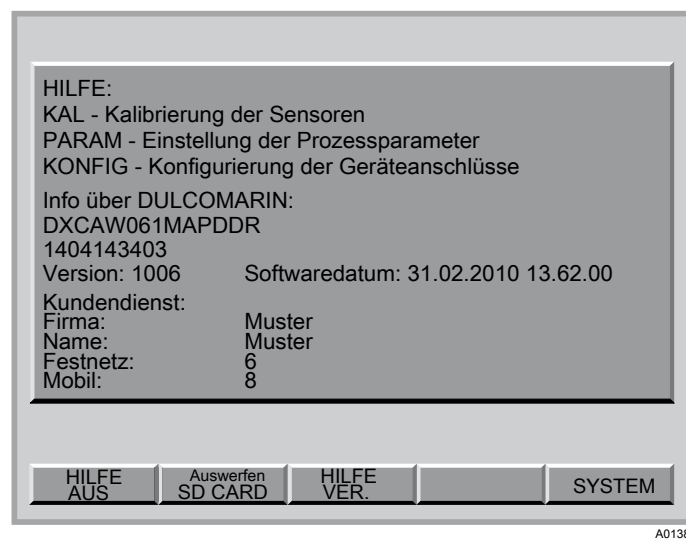 HILFE:
KAL - Kalibrierung der Sensoren
PARAM - Einstellung der Prozessparameter
KONFIG - Konfigurierung der Geräteanschlüsse
Info über DULCOMARIN:
DXCAW061MAPDDR
1404143403
Version: 1006 Softwaredatum: 31.02.2010 13.62.00
Kundendienst:
Firma: Muster
Name: Muster
Festnetz: 6
Mobil: 8
HILFE
AUS
Auswerfen
SD CARD
HILFE
VER.
SYSTEM